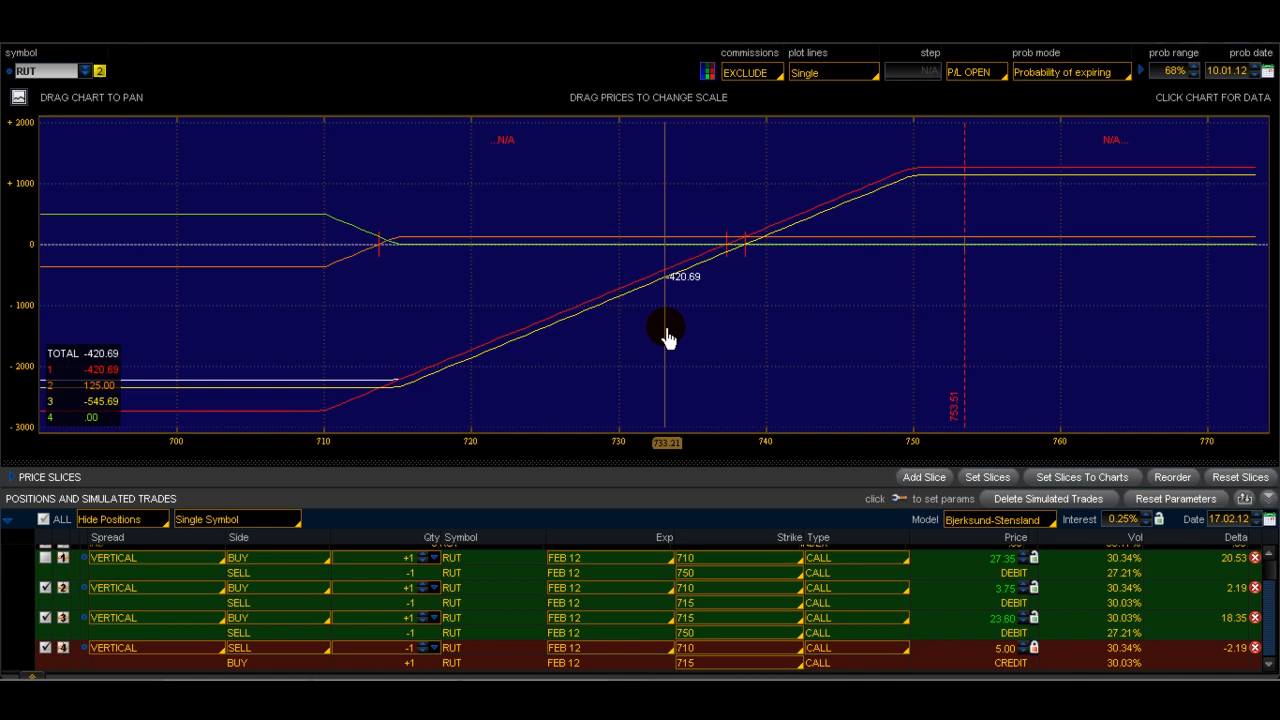 symbol commissions plot lines step prob mode prob range prob date
RUT 2 EXCLUDE Single N/A P/L OPEN Probability of expiring 68% 10.01.12
DRAG CHART TO PAN DRAG PRICES TO CHANGE SCALE CLICK CHART FOR DATA
+ 2000
...N/A N/A...
+ 1000
0
-420.69
- 1000
TOTAL -420.69
- 2000
1 -420.69
2 125.00
3 -545.69
4 .00
753.51
- 3000
700 710 720 730 733.21 740 750 760 770
PRICE SLICES Add Slice Set Slices Set Slices To Charts Reorder Reset Slices
POSITIONS AND SIMULATED TRADES click to set params Delete Simulated Trades Reset Parameters
ALL Hide Positions Single Symbol Model Bjerksund-Stensland Interest 0.25% Date 17.02.12
Spread Side Qty Symbol Exp Strike Type Price Vol Delta
VERTICAL BUY +1 RUT FEB 12 710 CALL 27.35 30.34% 20.53
SELL -1 RUT FEB 12 750 CALL DEBIT 27.21%
2 VERTICAL BUY +1 RUT FEB 12 710 CALL 3.75 30.34% 2.19
SELL -1 RUT FEB 12 715 CALL DEBIT 30.03%
3 VERTICAL BUY +1 RUT FEB 12 715 CALL 23.60 30.03% 18.35
SELL -1 RUT FEB 12 750 CALL DEBIT 27.21%
4 VERTICAL SELL -1 RUT FEB 12 710 CALL 5.00 30.34% -2.19
BUY +1 RUT FEB 12 715 CALL CREDIT 30.03%